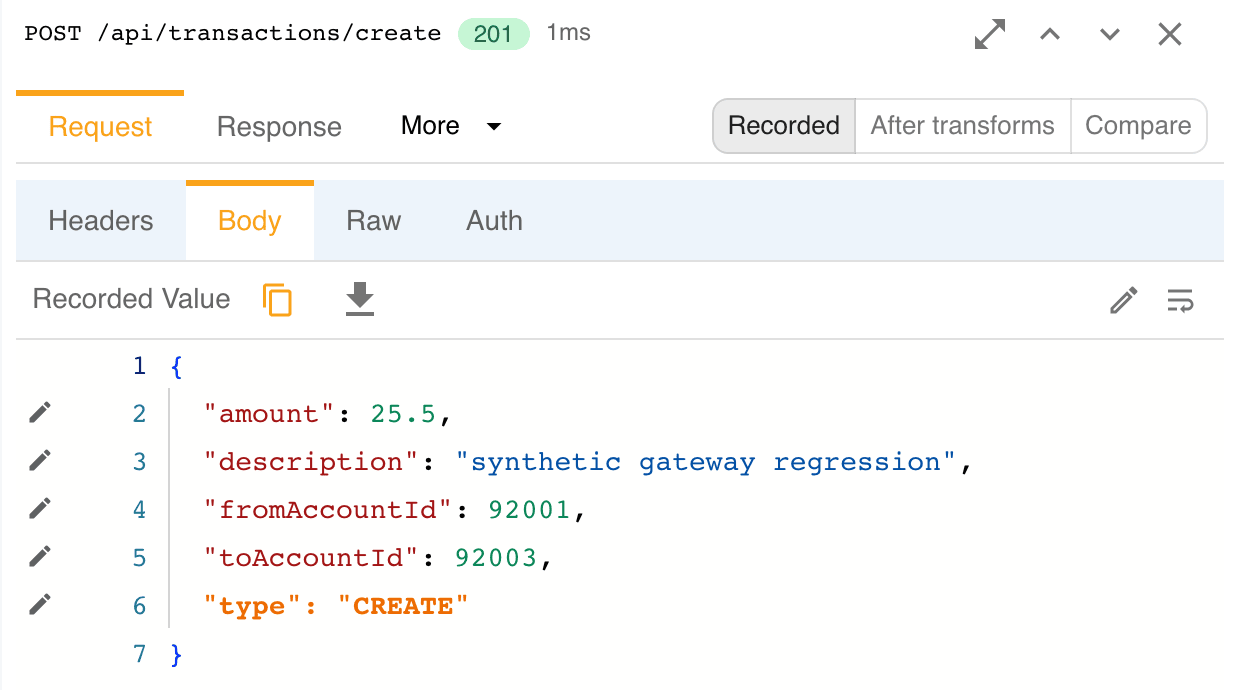 POST /api/transactions/create 201 1ms
Request Response More Recorded After transforms Compare
Headers Body Raw Auth
Recorded Value
1 {
2 "amount": 25.5,
3 "description": "synthetic gateway regression",
4 "fromAccountId": 92001,
5 "toAccountId": 92003,
6 "type": "CREATE"
7 }